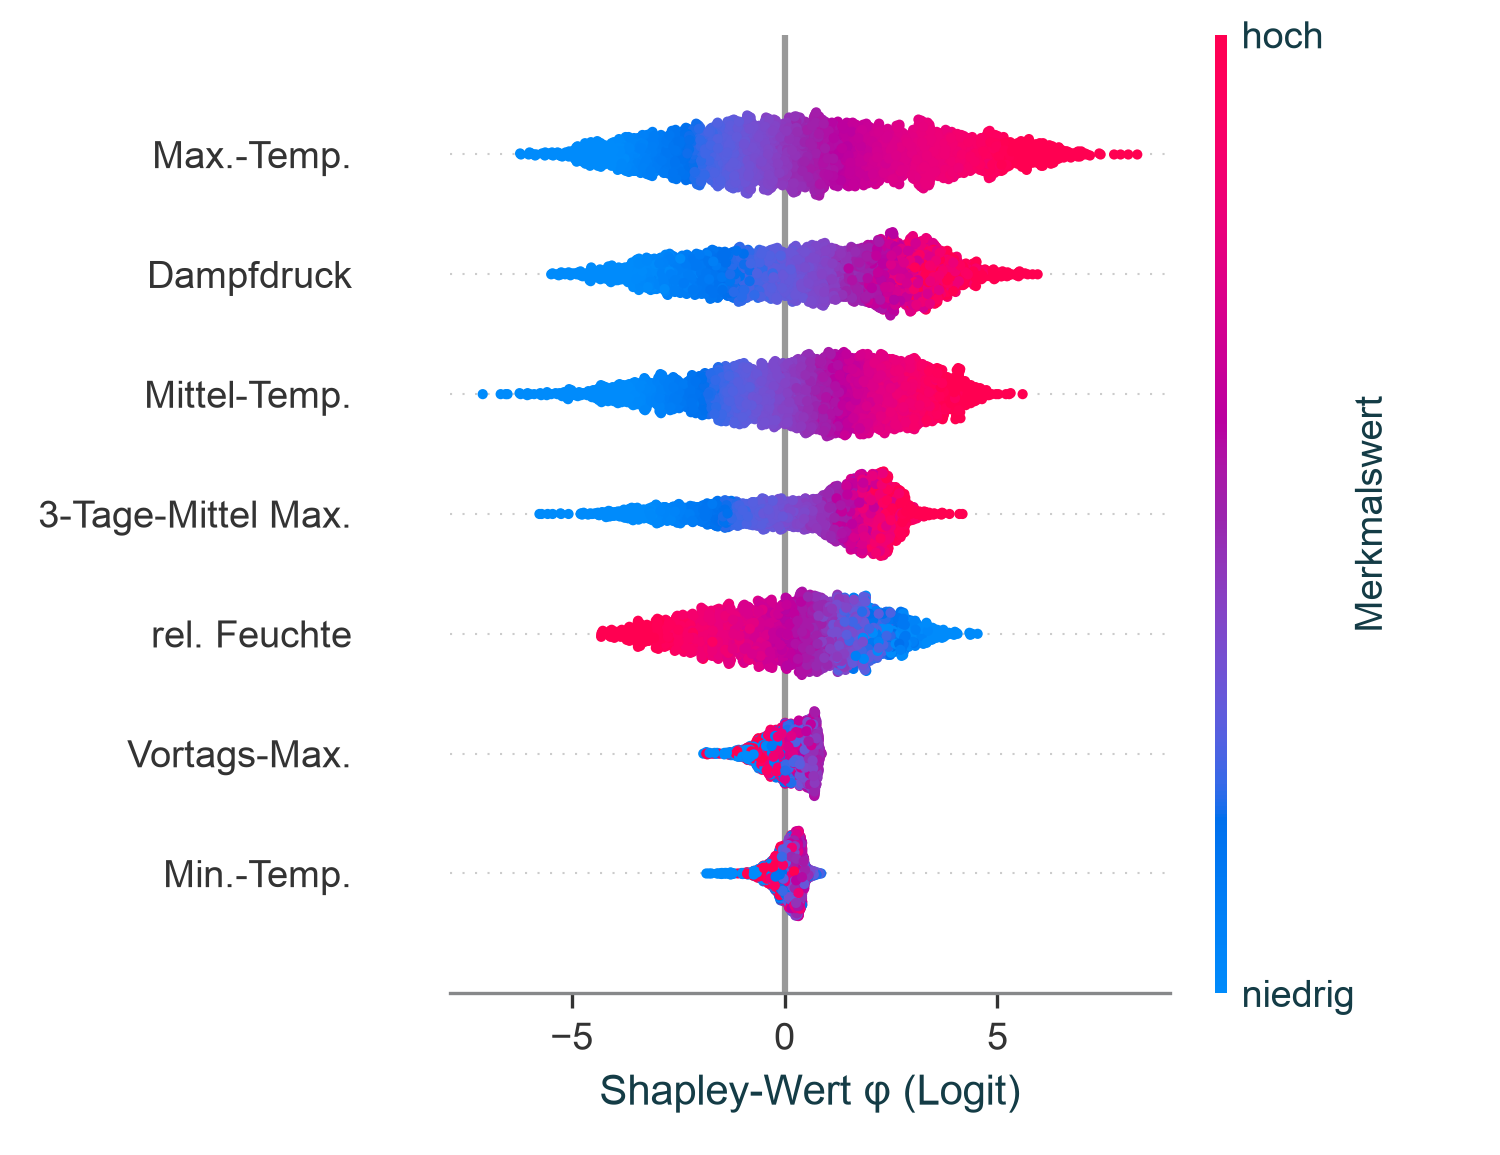 hoch
Max.-Temp.
Dampfdruck
Mittel-Temp.
3-Tage-Mittel Max.
rel. Feuchte
Vortags-Max.
Min.-Temp.
Merkmalswert
niedrig
−5 0 5
Shapley-Wert φ (Logit)